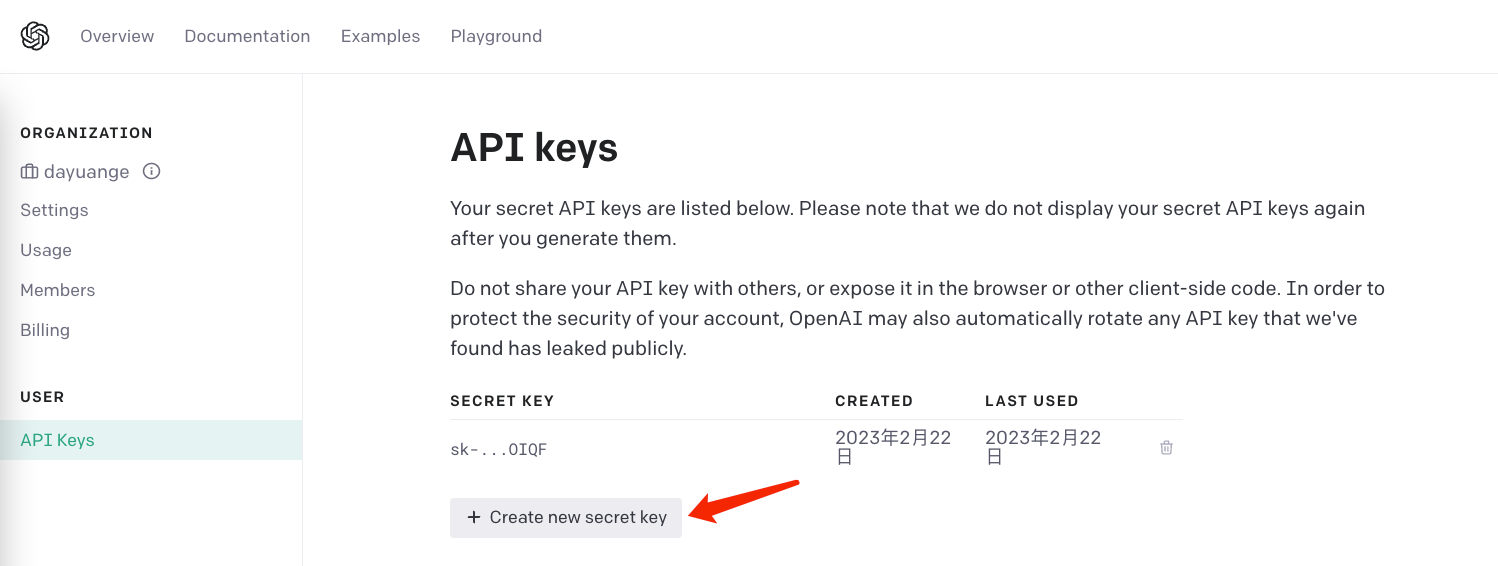 Overview Documentation Examples Playground
ORGANIZATION
dayuange
Settings
Usage
Members
Billing
USER
API Keys
API keys
Your secret API keys are listed below. Please note that we do not display your secret API keys again
after you generate them.
Do not share your API key with others, or expose it in the browser or other client-side code. In order to
protect the security of your account, OpenAI may also automatically rotate any API key that we've
found has leaked publicly.
SECRET KEY CREATED LAST USED
sk-...OIQF 2023年2月22 2023年2月22
日 日
+ Create new secret key